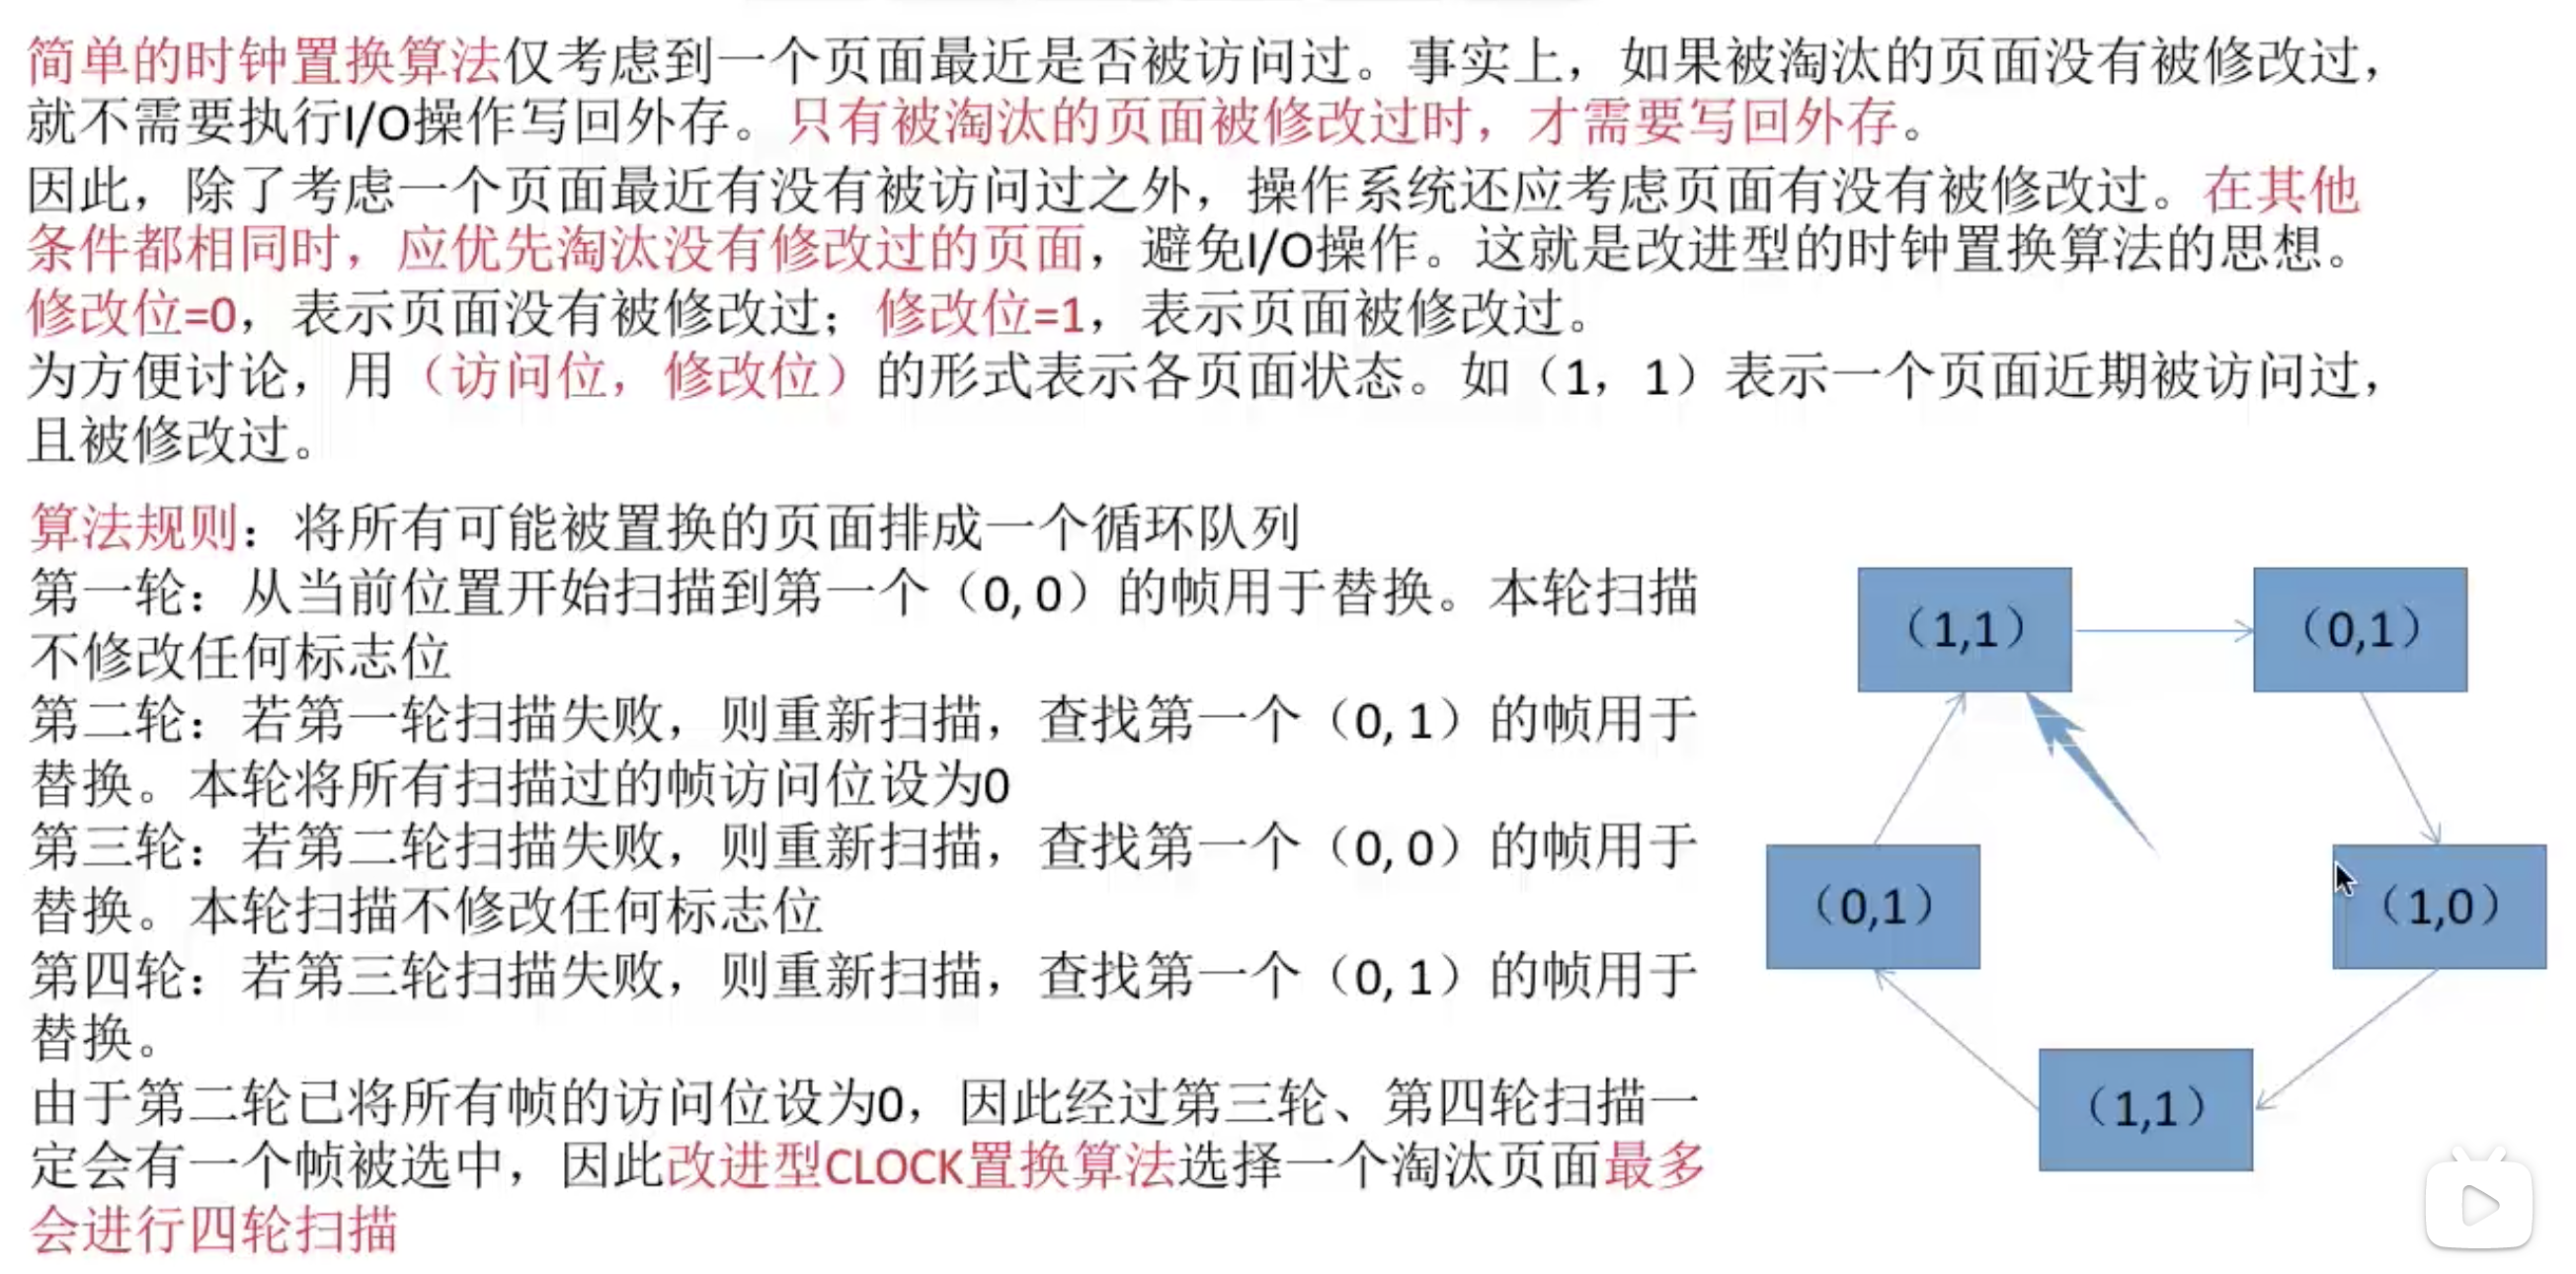 简单的时钟置换算法仅考虑到一个页面最近是否被访问过。事实上，如果被淘汰的页面没有被修改过，
就不需要执行I/O操作写回外存。只有被淘汰的页面被修改过时，才需要写回外存。
因此，除了考虑一个页面最近有没有被访问过之外，操作系统还应考虑页面有没有被修改过。在其他
条件都相同时，应优先淘汰没有修改过的页面，避免I/O操作。这就是改进型的时钟置换算法的思想。
修改位=0，表示页面没有被修改过；修改位=1，表示页面被修改过。
为方便讨论，用（访问位，修改位）的形式表示各页面状态。如（1，1）表示一个页面近期被访问过，
且被修改过。
算法规则：将所有可能被置换的页面排成一个循环队列
第一轮：从当前位置开始扫描到第一个（0, 0）的帧用于替换。本轮扫描
不修改任何标志位
第二轮：若第一轮扫描失败，则重新扫描，查找第一个（0, 1）的帧用于
替换。本轮将所有扫描过的帧访问位设为0
第三轮：若第二轮扫描失败，则重新扫描，查找第一个（0, 0）的帧用于
替换。本轮扫描不修改任何标志位
第四轮：若第三轮扫描失败，则重新扫描，查找第一个（0, 1）的帧用于
替换。
由于第二轮已将所有帧的访问位设为0，因此经过第三轮、第四轮扫描一
定会有一个帧被选中，因此改进型CLOCK置换算法选择一个淘汰页面最多
会进行四轮扫描
（1,1）
（0,1）
（0,1）
（1,0）
（1,1）